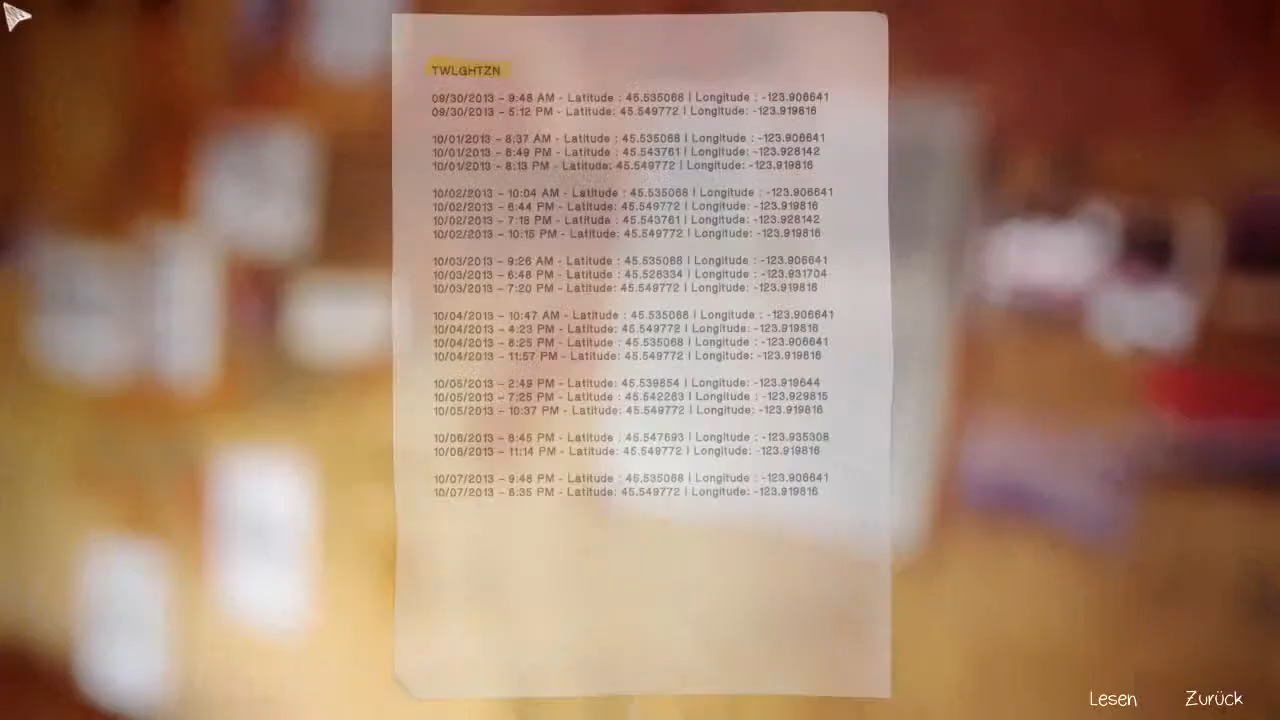 TWLGHTZN
09/30/2013 - 9:48 AM - Latitude : 45.535068 | Longitude : -123.906641
09/30/2013 - 5:12 PM - Latitude: 45.549772 | Longitude: -123.919816
10/01/2013 - 8:37 AM - Latitude : 45.535068 | Longitude : -123.906641
10/01/2013 - 6:49 PM - Latitude : 45.543761 | Longitude: -123.928142
10/01/2013 - 8:13 PM - Latitude: 45.549772 | Longitude: -123.919816
10/02/2013 - 10:04 AM - Latitude : 45.535068 | Longitude : -123.906641
10/02/2013 - 6:44 PM - Latitude: 45.549772 | Longitude: -123.919816
10/02/2013 - 7:18 PM - Latitude : 45.543761 | Longitude: -123.928142
10/02/2013 - 10:15 PM - Latitude: 45.549772 | Longitude: -123.919816
10/03/2013 - 9:26 AM - Latitude : 45.535068 | Longitude : -123.906641
10/03/2013 - 6:48 PM - Latitude : 45.526334 | Longitude : -123.931704
10/03/2013 - 7:20 PM - Latitude: 45.549772 | Longitude: -123.919816
10/04/2013 - 10:47 AM - Latitude : 45.535068 | Longitude : -123.906641
10/04/2013 - 4:23 PM - Latitude: 45.549772 | Longitude: -123.919816
10/04/2013 - 8:25 PM - Latitude : 45.535068 | Longitude : -123.906641
10/04/2013 - 11:57 PM - Latitude: 45.549772 | Longitude: -123.919816
10/05/2013 - 2:49 PM - Latitude: 45.539854 | Longitude: -123.919644
10/05/2013 - 7:25 PM - Latitude : 45.542263 | Longitude : -123.929815
10/05/2013 - 10:37 PM - Latitude: 45.549772 | Longitude: -123.919816
10/06/2013 - 8:45 PM - Latitude : 45.547693 | Longitude : -123.935308
10/06/2013 - 11:14 PM - Latitude : 45.549772 | Longitude: -123.919816
10/07/2013 - 9:48 AM - Latitude : 45.535068 | Longitude : -123.906641
10/07/2013 - 6:35 PM - Latitude: 45.549772 | Longitude: -123.919816
Lesen Zurück